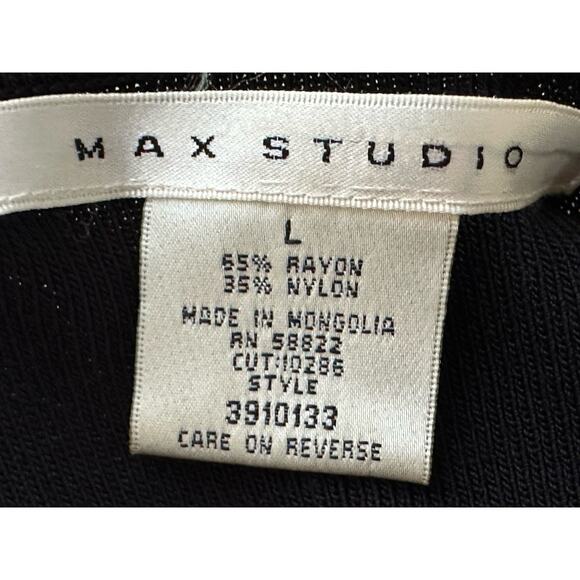 MAX STUDIO
L
65% RAYON
35% NYLON
MADE IN MONGOLIA
RN 58822
CUT:10286
STYLE
3910133
CARE ON REVERSE